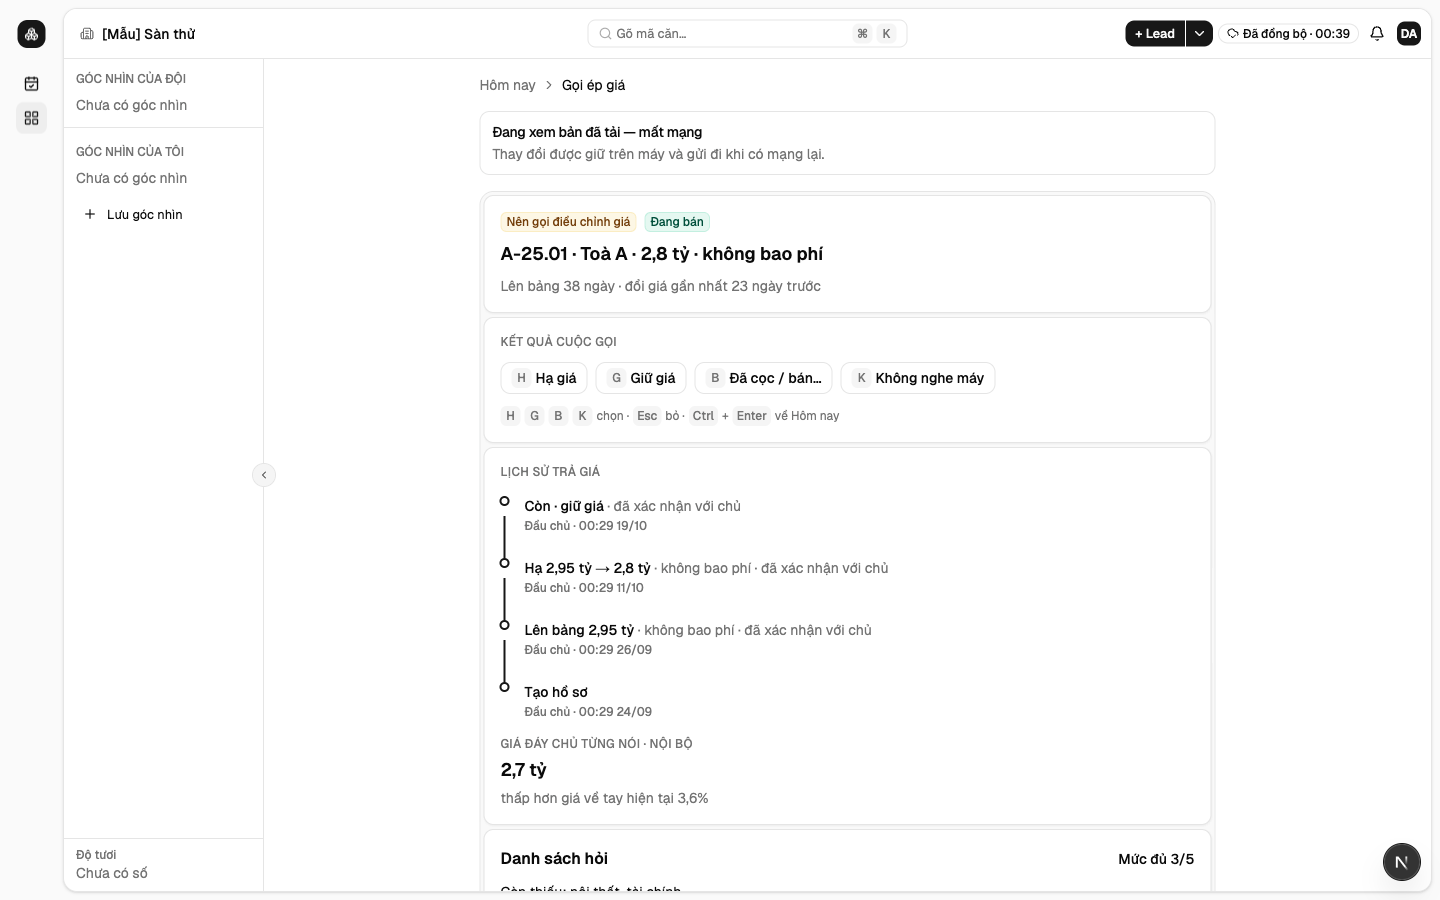 [Mẫu] Sàn thử
Gõ mã căn...
⌘ K
+ Lead
Đã đồng bộ · 00:39
DA
GÓC NHÌN CỦA ĐỘI
Chưa có góc nhìn
GÓC NHÌN CỦA TÔI
Chưa có góc nhìn
+ Lưu góc nhìn
Độ tươi
Chưa có số
Hôm nay > Gọi ép giá
Đang xem bản đã tải — mất mạng
Thay đổi được giữ trên máy và gửi đi khi có mạng lại.
Nên gọi điều chỉnh giá Đang bán
A-25.01 · Toà A · 2,8 tỷ · không bao phí
Lên bảng 38 ngày · đổi giá gần nhất 23 ngày trước
KẾT QUẢ CUỘC GỌI
H Hạ giá G Giữ giá B Đã cọc / bán... K Không nghe máy
H G B K chọn · Esc bỏ · Ctrl + Enter về Hôm nay
LỊCH SỬ TRẢ GIÁ
Còn · giữ giá · đã xác nhận với chủ
Đầu chủ · 00:29 19/10
Hạ 2,95 tỷ → 2,8 tỷ · không bao phí · đã xác nhận với chủ
Đầu chủ · 00:29 11/10
Lên bảng 2,95 tỷ · không bao phí · đã xác nhận với chủ
Đầu chủ · 00:29 26/09
Tạo hồ sơ
Đầu chủ · 00:29 24/09
GIÁ ĐÁY CHỦ TỪNG NÓI · NỘI BỘ
2,7 tỷ
thấp hơn giá về tay hiện tại 3,6%
Danh sách hỏi Mức đủ 3/5
Còn thiếu: nội thất, tài chính
N